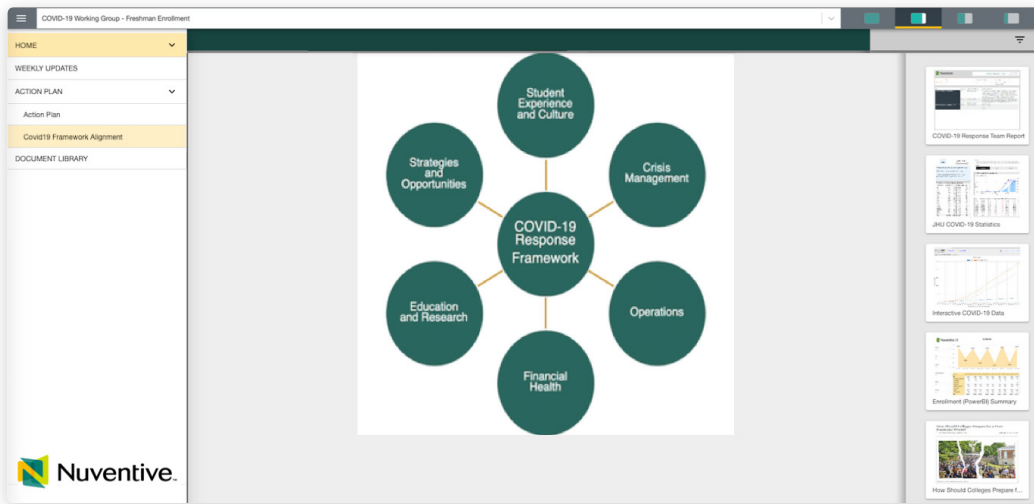 COVID-19 Working Group - Freshman Enrollment
HOME
WEEKLY UPDATES
ACTION PLAN
Action Plan
Covid19 Framework Alignment
DOCUMENT LIBRARY
Nuventive
Student
Experience
and Culture
Strategies
and
Opportunities
Crisis
Management
COVID-19
Response
Framework
Education
and Research
Operations
Financial
Health
COVID-19 Response Team Report
JHU COVID-19 Statistics
Interactive COVID-19 Data
Enrollment (PowerBI) Summary
How Should Colleges Prepare f...